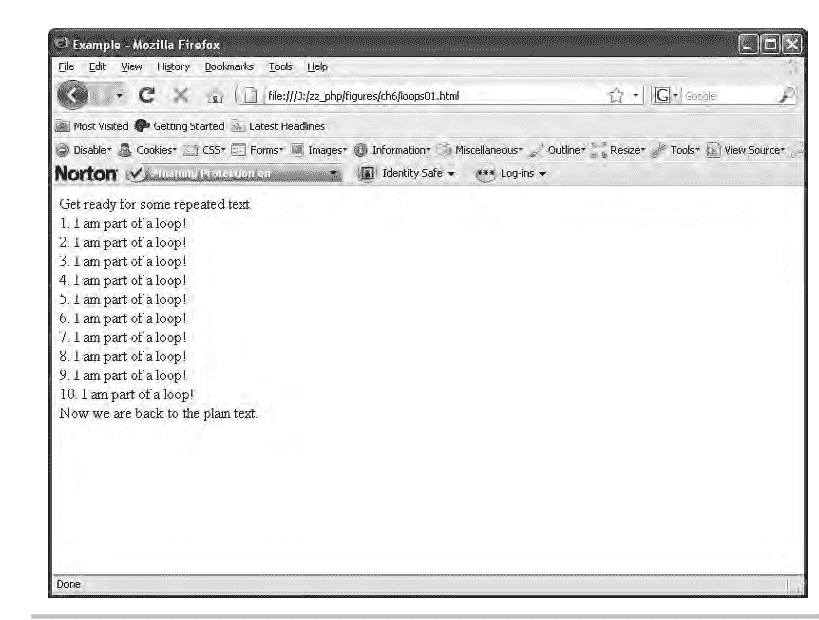 Example - Mozilla Firefox
File Edit View History Bookmarks Tools Help
file:///J:/zz_php/figures/ch6/loops01.html G Google
Most Visited Getting Started Latest Headlines
Disable Cookies CSS Forms Images Information Miscellaneous Outline Resize Tools View Source
Norton Protection on Identity Safe Log-ins
Get ready for some repeated text.
1. I am part of a loop!
2. I am part of a loop!
3. I am part of a loop!
4. I am part of a loop!
5. I am part of a loop!
6. I am part of a loop!
7. I am part of a loop!
8. I am part of a loop!
9. I am part of a loop!
10. I am part of a loop!
Now we are back to the plain text.
Done